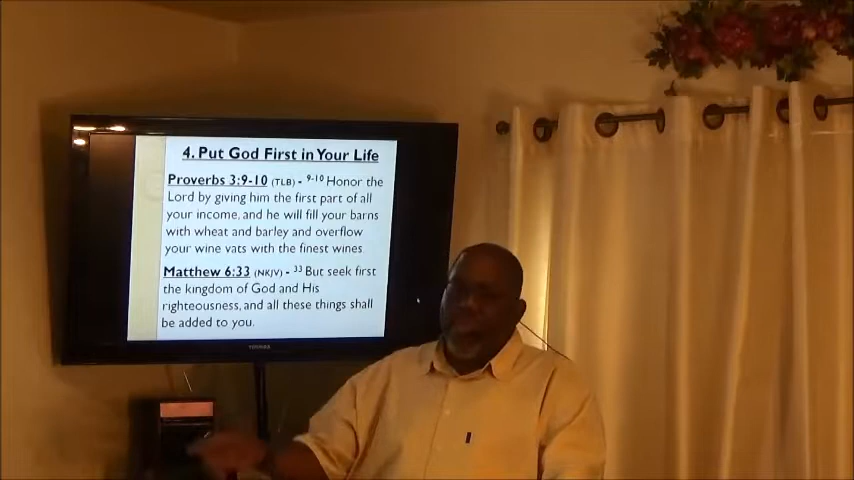 4. Put God First in Your Life
Proverbs 3:9-10 (TLB) - 9-10 Honor the
Lord by giving him the first part of all
your income, and he will fill your barns
with wheat and barley and overflow
your wine vats with the finest wines.
Matthew 6:33 (NKJV) - 33 But seek first
the kingdom of God and His
righteousness, and all these things shall
be added to you.
TOSHIBA